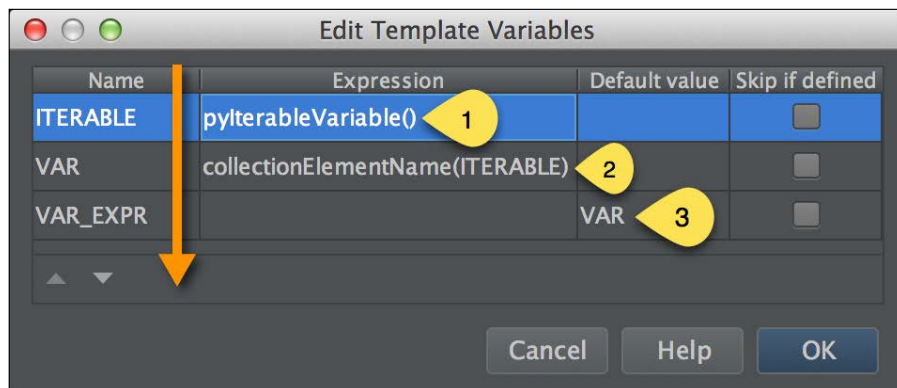 Edit Template Variables
Name Expression Default value Skip if defined
ITERABLE pyIterableVariable() 1
VAR collectionElementName(ITERABLE) 2
VAR_EXPR VAR 3
Cancel Help OK